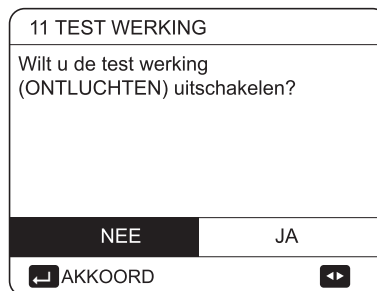 11 TEST WERKING
Wilt u de test werking
(ONTLUCHTEN) uitschakelen?
NEE JA
AKKOORD